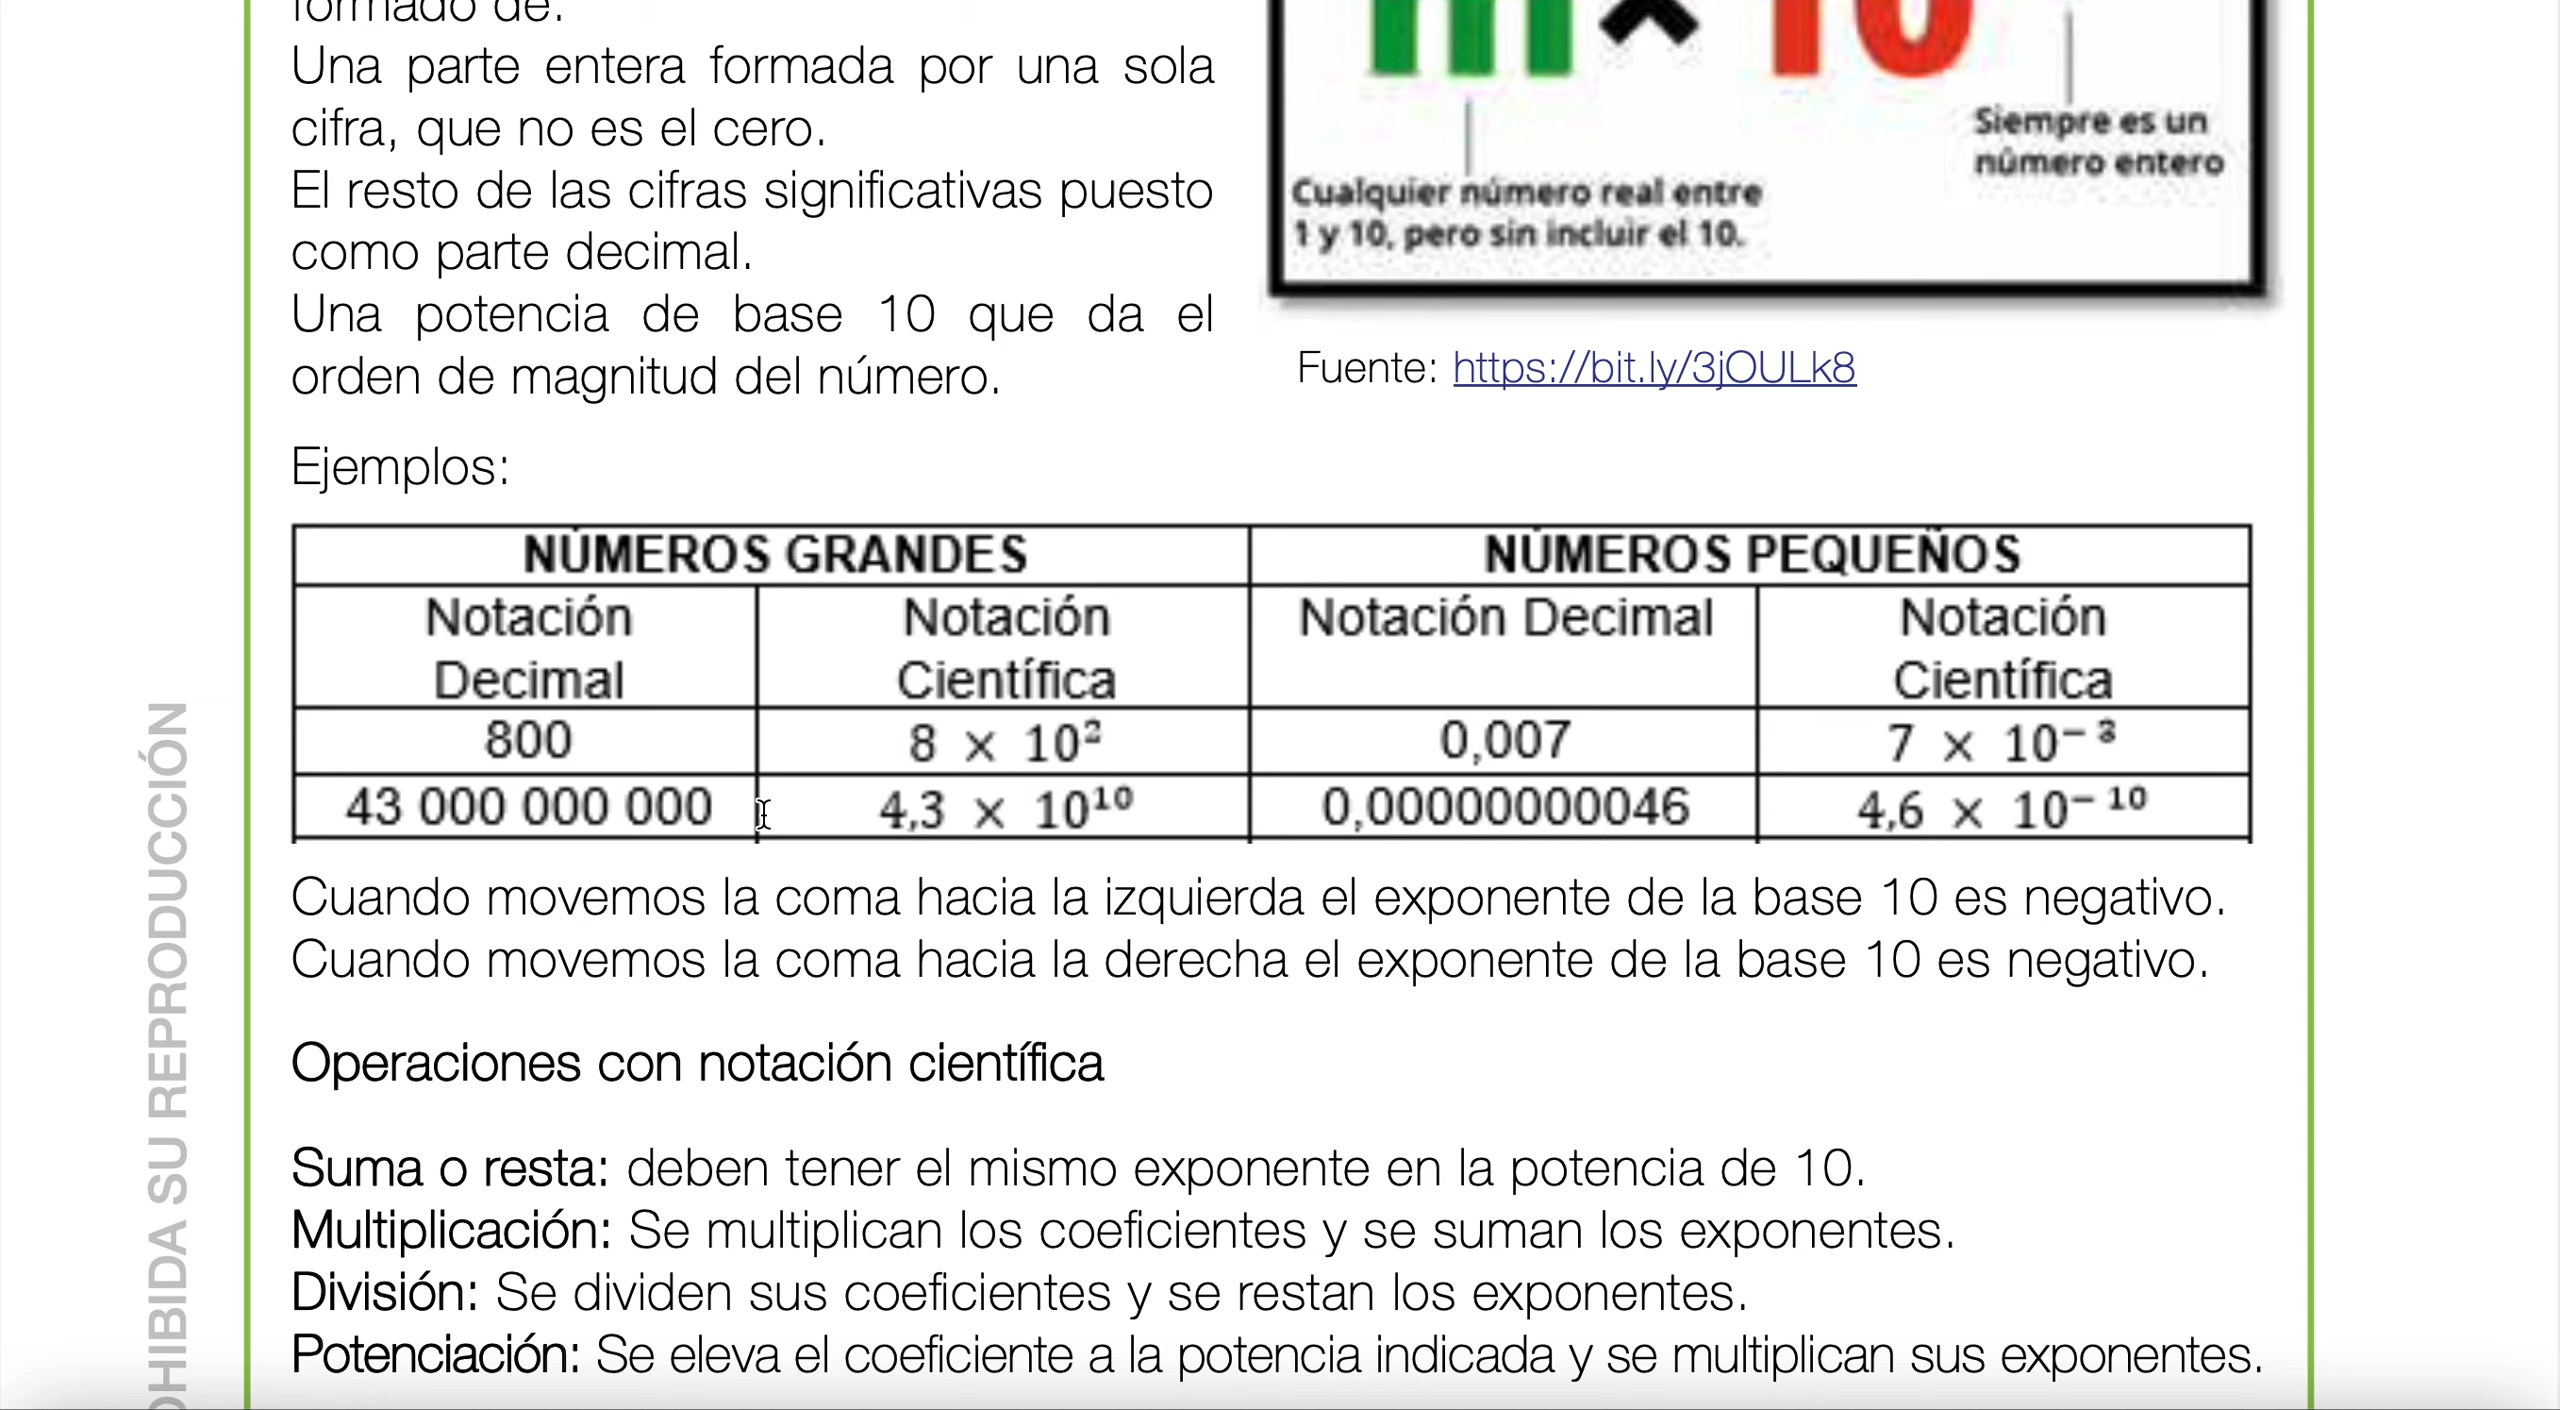 formado de:
Una parte entera formada por una sola
cifra, que no es el cero.
El resto de las cifras significativas puesto
como parte decimal.
Una potencia de base 10 que da el
orden de magnitud del número.
m × 10
Siempre es un
número entero
Cualquier número real entre
1 y 10, pero sin incluir el 10.
Fuente: https://bit.ly/3jOULk8
Ejemplos:
NÚMEROS GRANDES NÚMEROS PEQUEÑOS
Notación Decimal Notación Científica Notación Decimal Notación Científica
800 8 × 10² 0,007 7 × 10⁻³
43 000 000 000 4,3 × 10¹⁰ 0,00000000046 4,6 × 10⁻¹⁰
Cuando movemos la coma hacia la izquierda el exponente de la base 10 es negativo.
Cuando movemos la coma hacia la derecha el exponente de la base 10 es negativo.
Operaciones con notación científica
Suma o resta: deben tener el mismo exponente en la potencia de 10.
Multiplicación: Se multiplican los coeficientes y se suman los exponentes.
División: Se dividen sus coeficientes y se restan los exponentes.
Potenciación: Se eleva el coeficiente a la potencia indicada y se multiplican sus exponentes.
OHIBIDA SU REPRODUCCIÓN